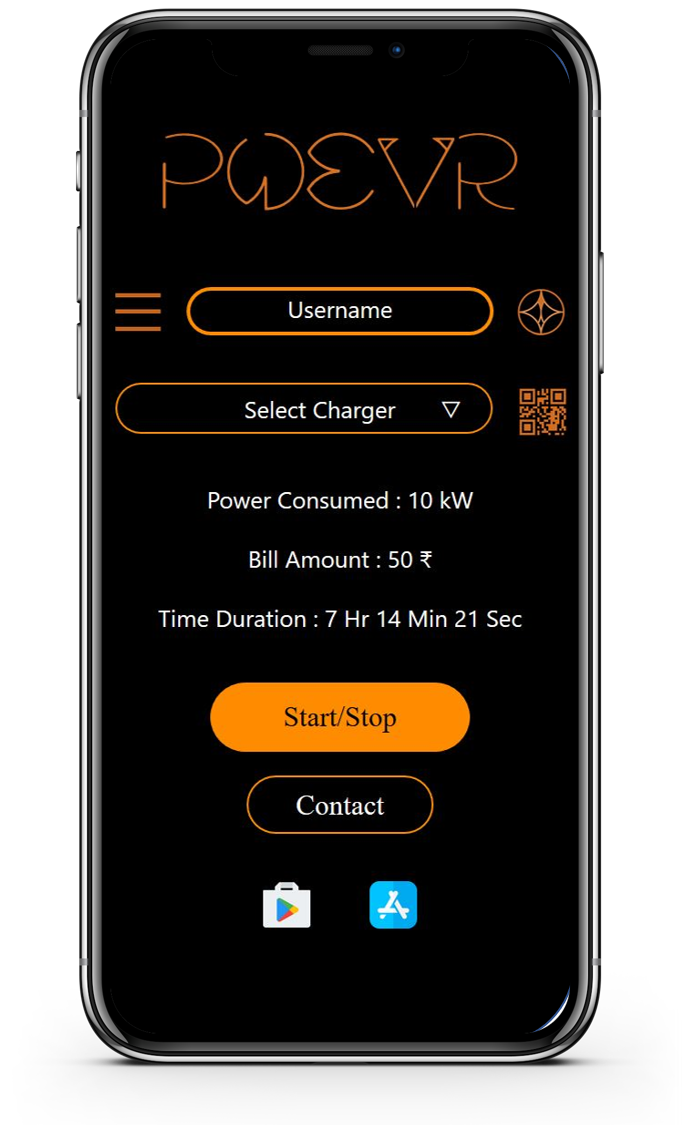 PWEVR
Username
Select Charger
Power Consumed : 10 kW
Bill Amount : 50 ₹
Time Duration : 7 Hr 14 Min 21 Sec
Start/Stop
Contact